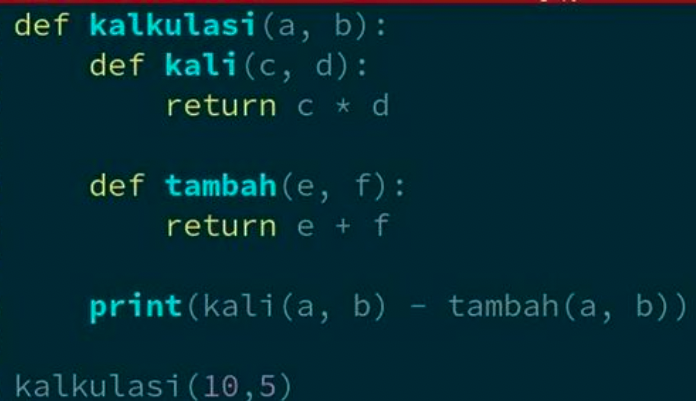 def kalkulasi(a, b):
    def kali(c, d):
        return c * d

    def tambah(e, f):
        return e + f

    print(kali(a, b) - tambah(a, b))

kalkulasi(10,5)